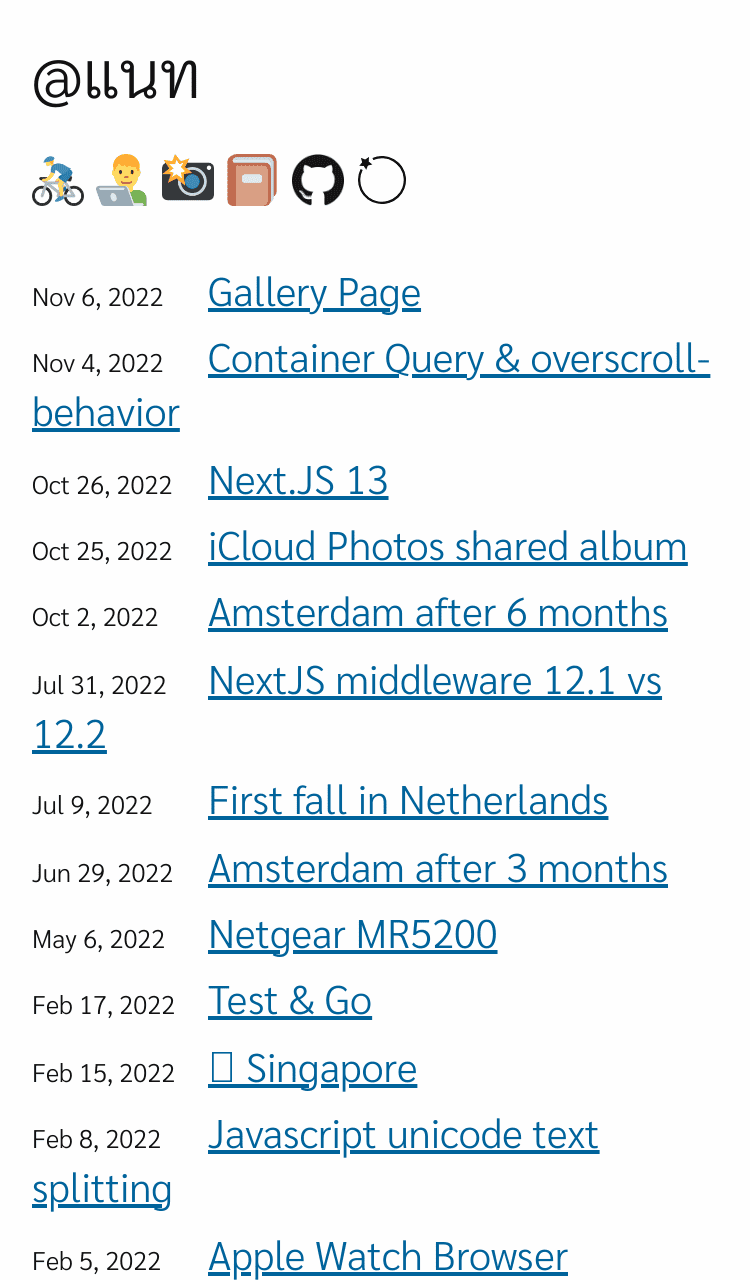 @แนท
Nov 6, 2022 Gallery Page
Nov 4, 2022 Container Query & overscroll-
behavior
Oct 26, 2022 Next.JS 13
Oct 25, 2022 iCloud Photos shared album
Oct 2, 2022 Amsterdam after 6 months
Jul 31, 2022 NextJS middleware 12.1 vs
12.2
Jul 9, 2022 First fall in Netherlands
Jun 29, 2022 Amsterdam after 3 months
May 6, 2022 Netgear MR5200
Feb 17, 2022 Test & Go
Feb 15, 2022 Singapore
Feb 8, 2022 Javascript unicode text
splitting
Feb 5, 2022 Apple Watch Browser